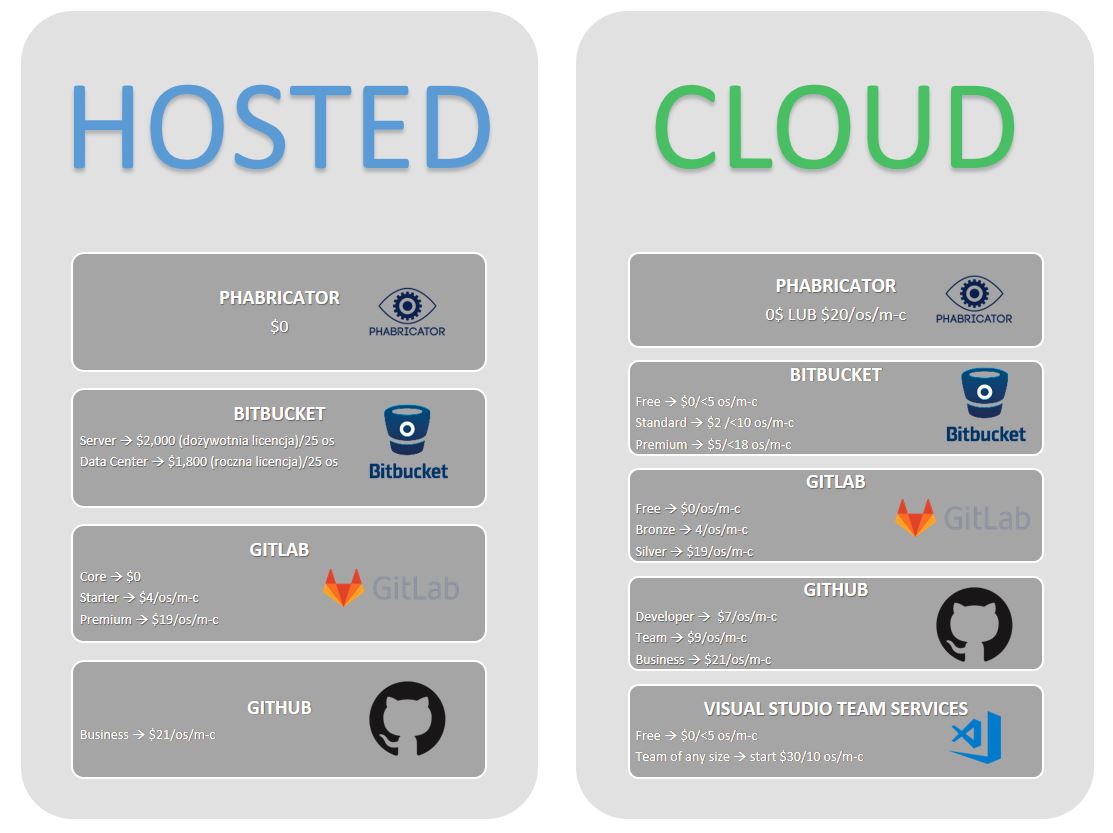 HOSTED
PHABRICATOR
$0
PHABRICATOR
BITBUCKET
Server → $2,000 (dożywotnia licencja)/25 os
Data Center → $1,800 (roczna licencja)/25 os
Bitbucket
GITLAB
Core → $0
Starter → $4/os/m-c
Premium → $19/os/m-c
GitLab
GITHUB
Business → $21/os/m-c
CLOUD
PHABRICATOR
0$ LUB $20/os/m-c
PHABRICATOR
BITBUCKET
Free → $0/<5 os/m-c
Standard → $2 /<10 os/m-c
Premium → $5/<18 os/m-c
Bitbucket
GITLAB
Free → $0/os/m-c
Bronze → 4/os/m-c
Silver → $19/os/m-c
GitLab
GITHUB
Developer → $7/os/m-c
Team → $9/os/m-c
Business → $21/os/m-c
VISUAL STUDIO TEAM SERVICES
Free → $0/<5 os/m-c
Team of any size → start $30/10 os/m-c